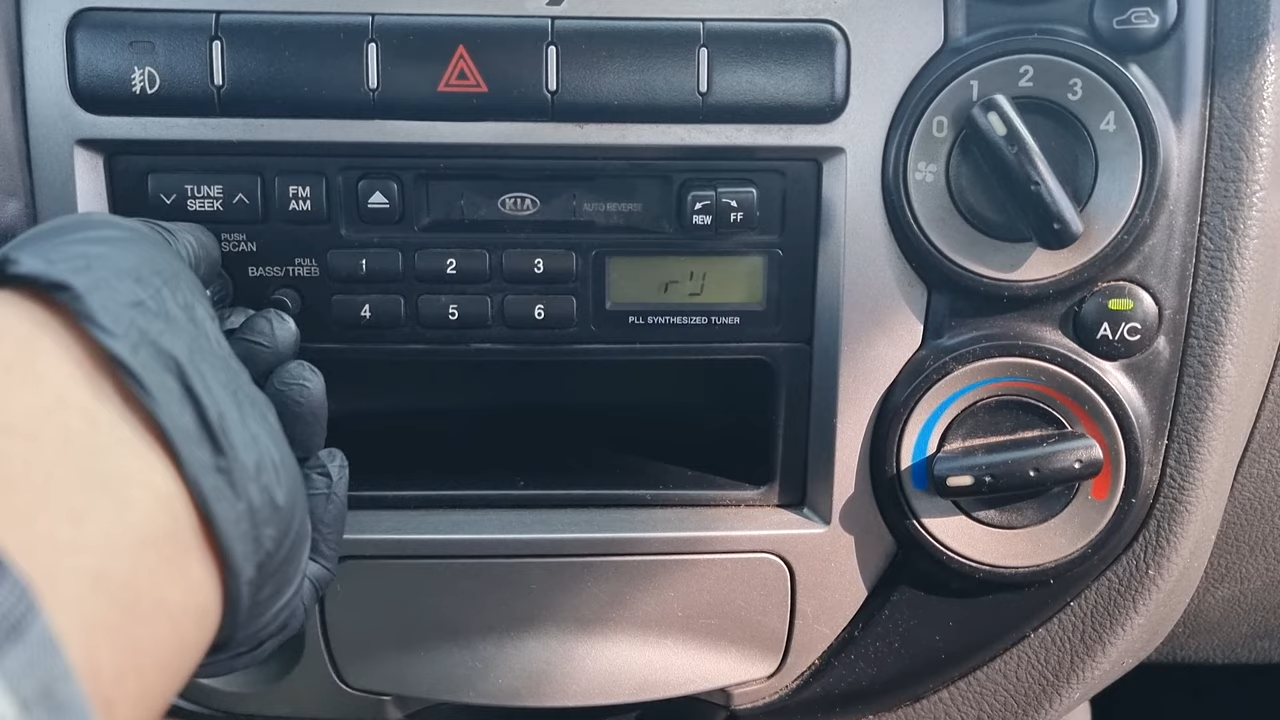 0 1 2 3 4
TUNE
SEEK
FM
AM
KIA
AUTO REVERSE
REW
FF
PUSH
SCAN
PULL
BASS/TREB
1 2 3
4 5 6
PLL SYNTHESIZED TUNER
A/C